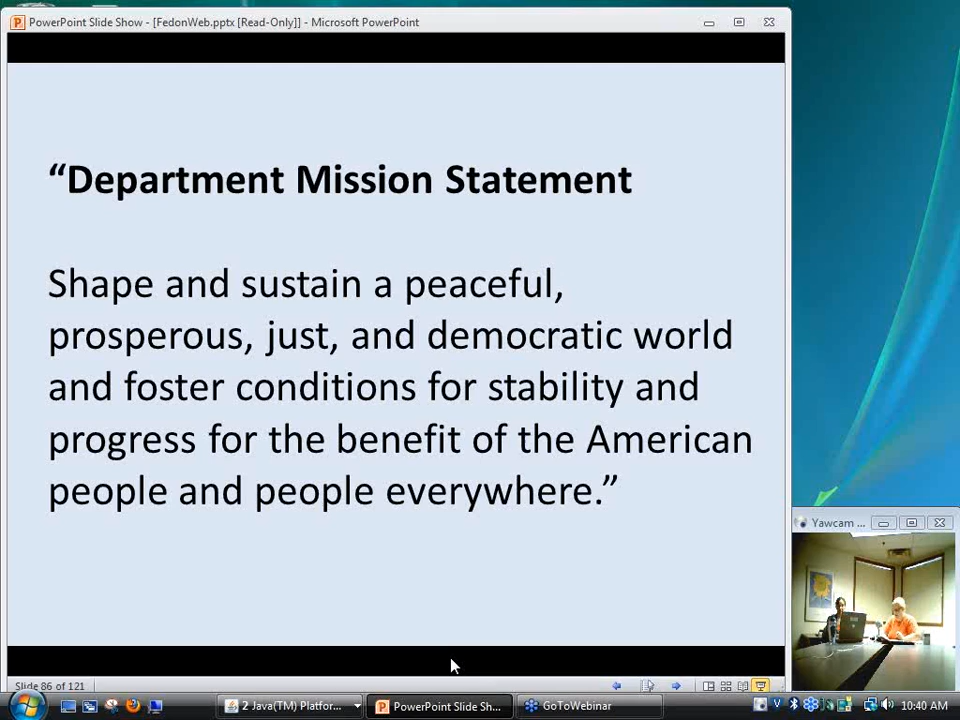 PowerPoint Slide Show - [FedonWeb.pptx [Read-Only]] - Microsoft PowerPoint
“Department Mission Statement
Shape and sustain a peaceful,
prosperous, just, and democratic world
and foster conditions for stability and
progress for the benefit of the American
people and people everywhere.”
Yawcam ...
Slide 86 of 121
2 Java(TM) Platfor...
PowerPoint Slide Sh...
GoToWebinar
V
10:40 AM